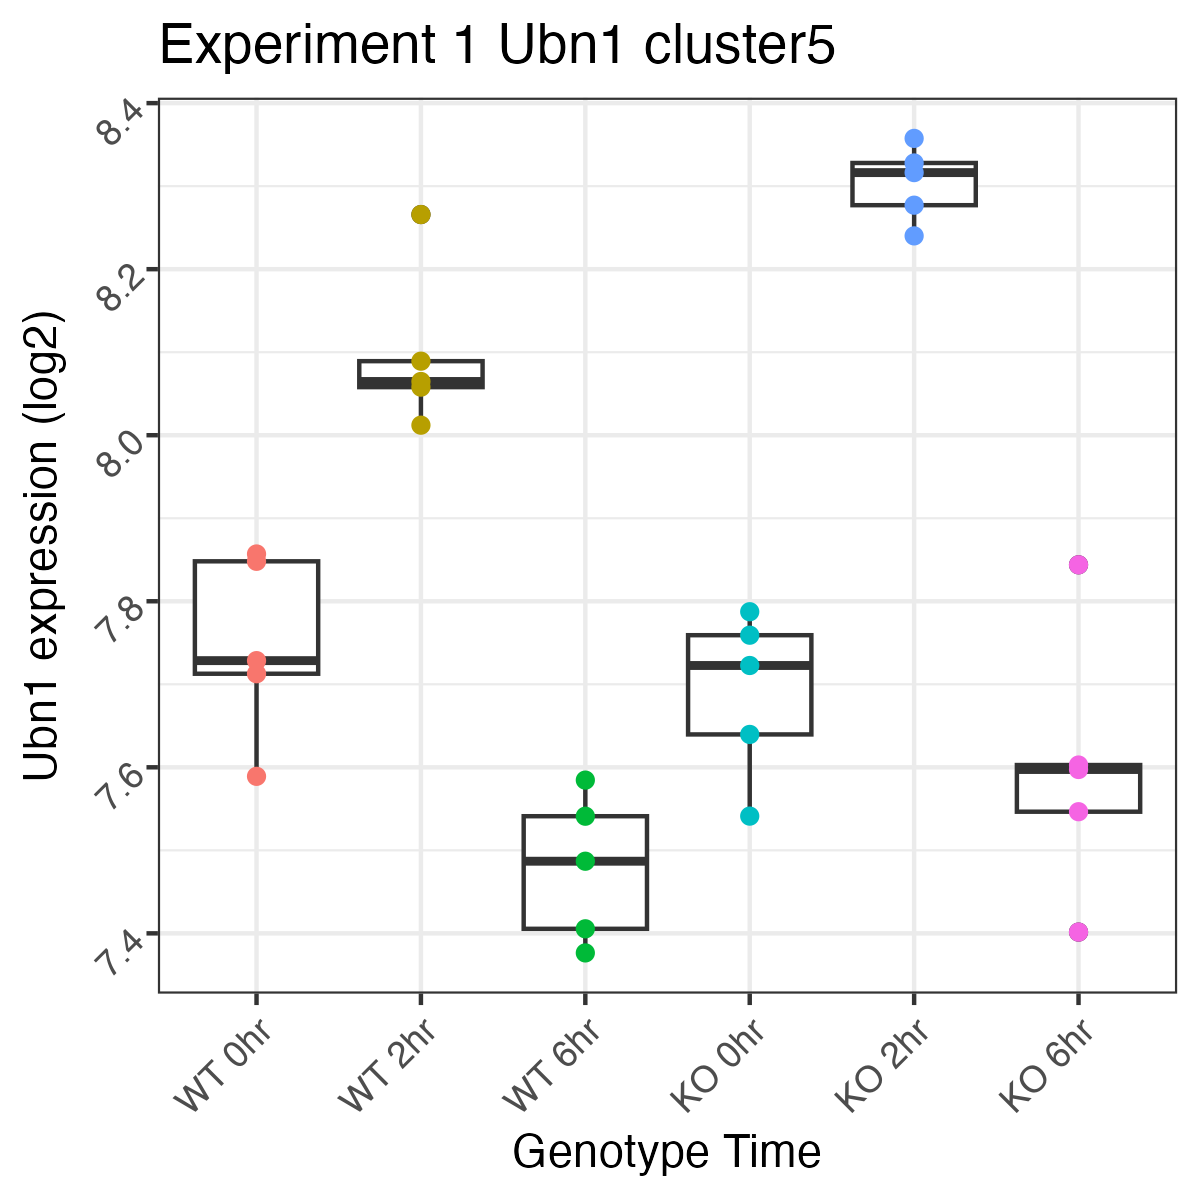 Experiment 1 Ubn1 cluster5
Ubn1 expression (log2)
8.4
8.2
8.0
7.8
7.6
7.4
WT 0hr
WT 2hr
WT 6hr
KO 0hr
KO 2hr
KO 6hr
Genotype Time